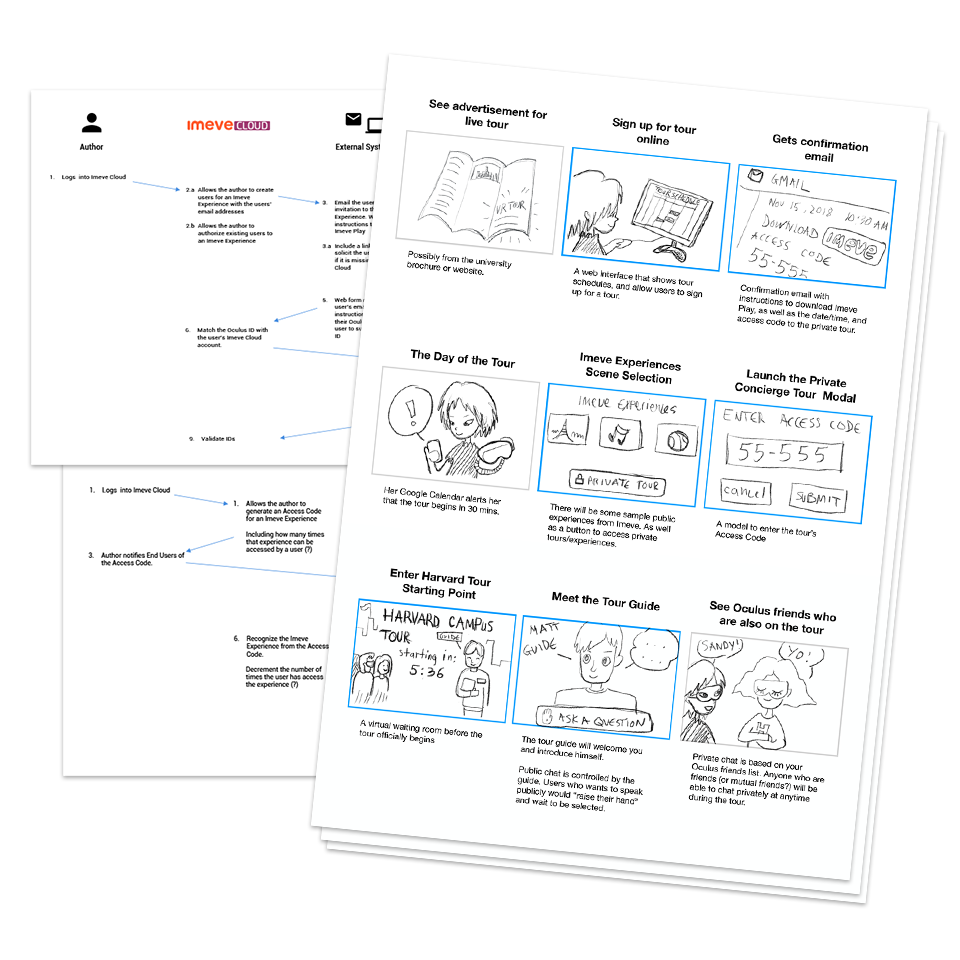 Author
imeve CLOUD
External Syst
1. Logs into Imeve Cloud
2.a Allows the author to create
users for an Imeve
Experience with the users'
email addresses
2.b Allows the author to
authorize existing users to
an Imeve Experience
3. Email the user
invitation to th
Experience. W
instructions t
Imeve Play
3.a Include a lin
solicit the u
if it is missin
Cloud
5. Web form
user's ema
instruction
their Ocul
user to su
ID
6. Match the Oculus ID with
the user's Imeve Cloud
account.
9. Validate IDs
1. Logs into Imeve Cloud
1. Allows the author to
generate an Access Code
for an Imeve Experience
Including how many times
that experience can be
accessed by a user (?)
3. Author notifies End Users of
the Access Code.
6. Recognize the Imeve
Experience from the Access
Code.
Decrement the number of
times the user has access
the experience (?)
See advertisement for
live tour
VR TOUR
Possibly from the university
brochure or website.
Sign up for tour
online
TOUR SCHEDULE
A web interface that shows tour
schedules, and allow users to sign
up for a tour.
Gets confirmation
email
GMAIL
NOV 15, 2018 10:30 AM
DOWNLOAD imeve
ACCESS CODE
55-555
Confirmation email with
instructions to download Imeve
Play, as well as the date/time, and
access code to the private tour.
The Day of the Tour
!
Her Google Calendar alerts her
that the tour begins in 30 mins.
Imeve Experiences
Scene Selection
IMEVE EXPERIENCES
PRIVATE TOUR
There will be some sample public
experiences from Imeve. As well
as a button to access private
tours/experiences.
Launch the Private
Concierge Tour Modal
ENTER ACCESS CODE
55-555
cancel
SUBMIT
A model to enter the tour's
Access Code
Enter Harvard Tour
Starting Point
HARVARD CAMPUS
TOUR
GUIDE
starting in:
5:36
A virtual waiting room before the
tour officially begins
Meet the Tour Guide
MATT
GUIDE
ASK A QUESTION
The tour guide will welcome you
and introduce himself.
Public chat is controlled by the
guide. Users who wants to speak
publicly would "raise their hand"
and wait to be selected.
See Oculus friends who
are also on the tour
SANDY!
YO!
H
Private chat is based on your
Oculus friends list. Anyone who are
friends (or mutual friends?) will be
able to chat privately at anytime
during the tour.